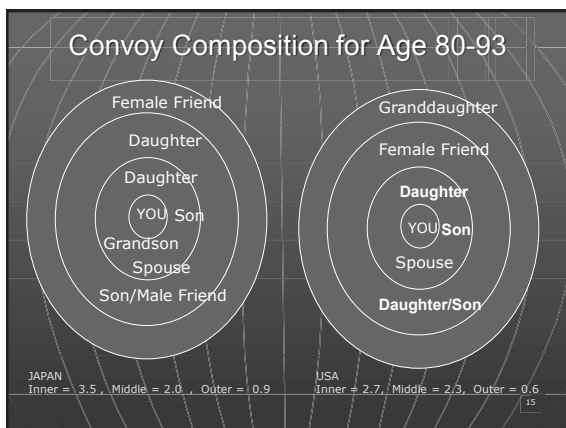 Convoy Composition for Age 80-93
Female Friend
Daughter
Daughter
YOU Son
Grandson
Spouse
Son/Male Friend
JAPAN
Inner = 3.5 , Middle = 2.0 , Outer = 0.9
Granddaughter
Female Friend
Daughter
YOU Son
Spouse
Daughter/Son
USA
Inner = 2.7, Middle = 2.3, Outer = 0.6
15